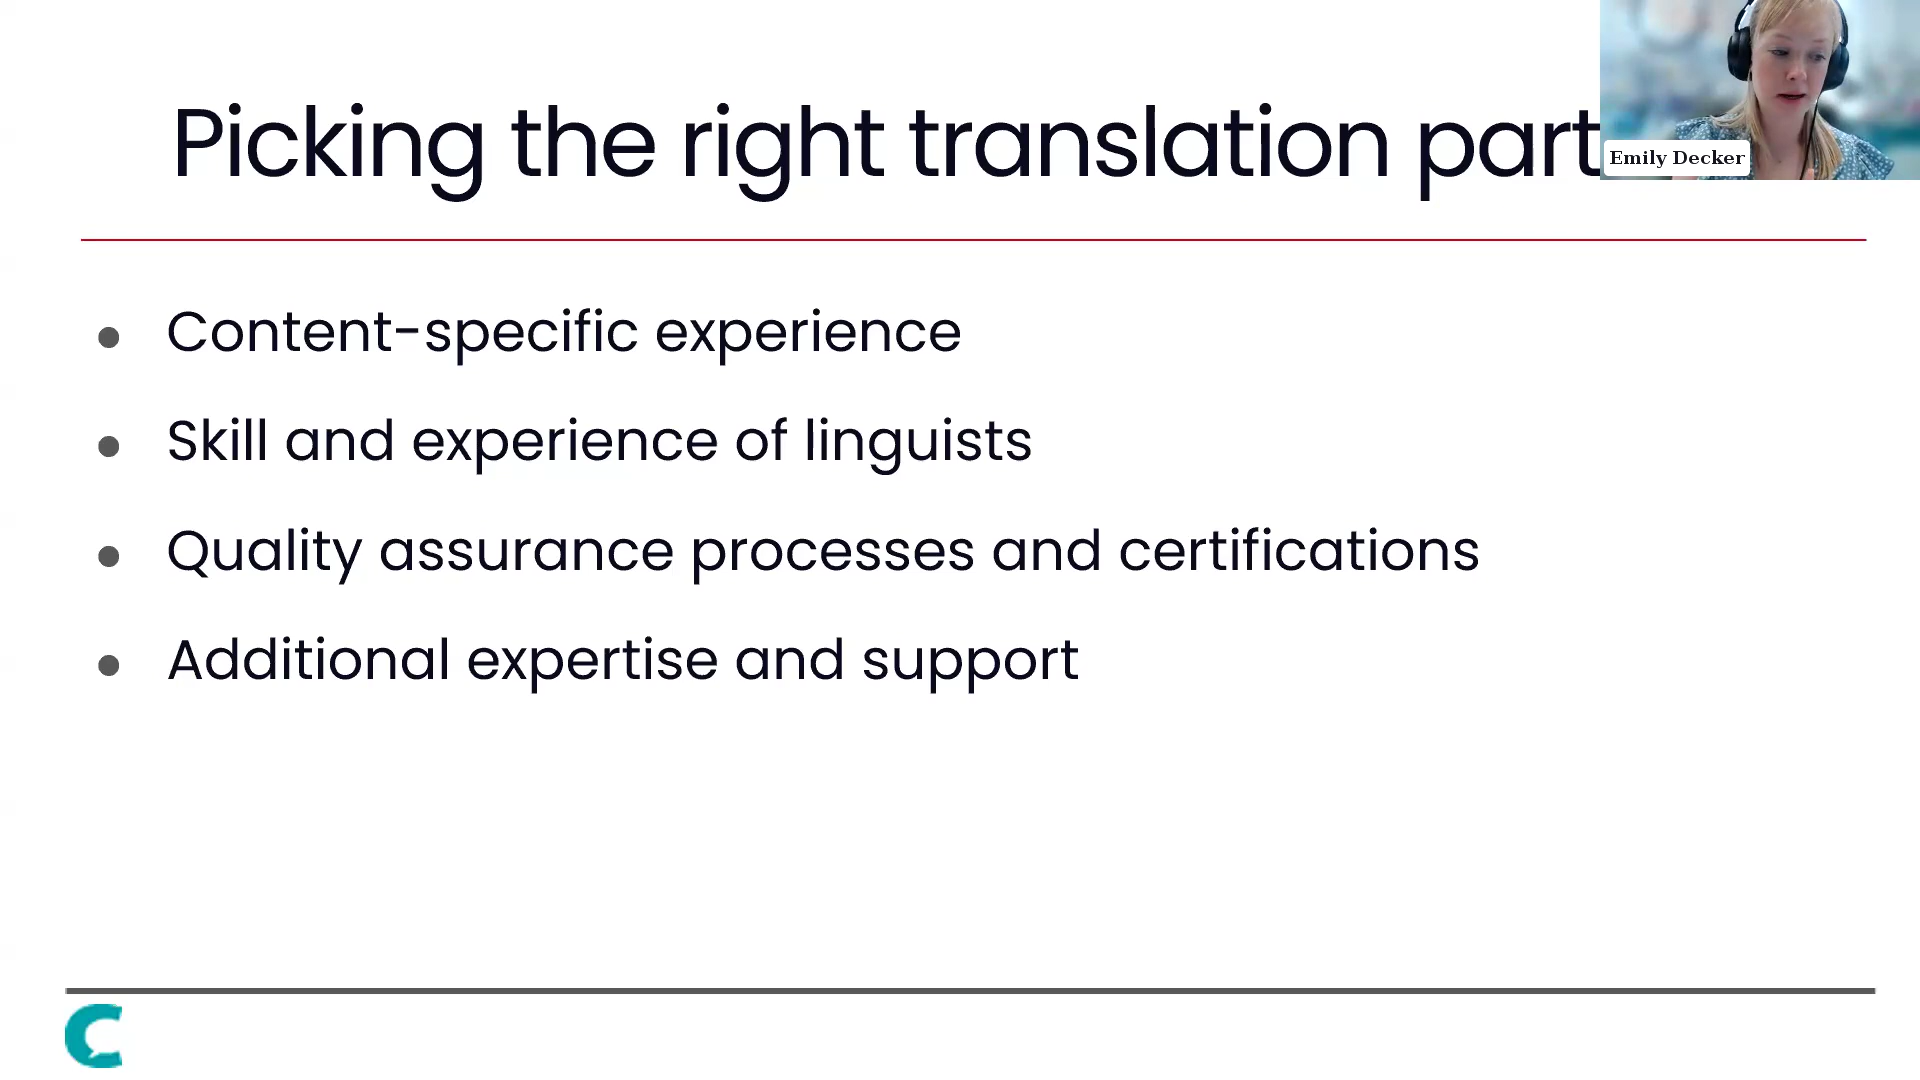 Picking the right translation part
Emily Decker
Content-specific experience
Skill and experience of linguists
Quality assurance processes and certifications
Additional expertise and support